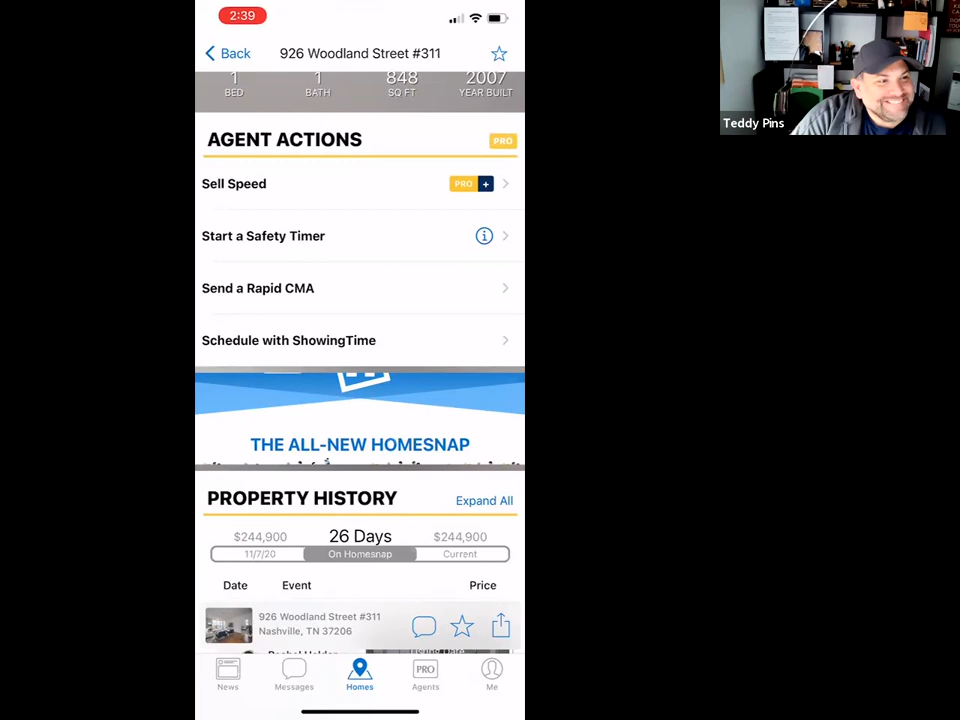 2:39
Back
926 Woodland Street #311
1
1
848
2007
BED
BATH
SQ FT
YEAR BUILT
Teddy Pins
AGENT ACTIONS
PRO
Sell Speed
PRO +
Start a Safety Timer
Send a Rapid CMA
Schedule with ShowingTime
THE ALL-NEW HOMESNAP
PROPERTY HISTORY
Expand All
$244,900
26 Days
$244,900
11/7/20
On Homesnap
Current
Date
Event
Price
926 Woodland Street #311
Nashville, TN 37206
Listing Date
News
Messages
Homes
PRO
Agents
Me